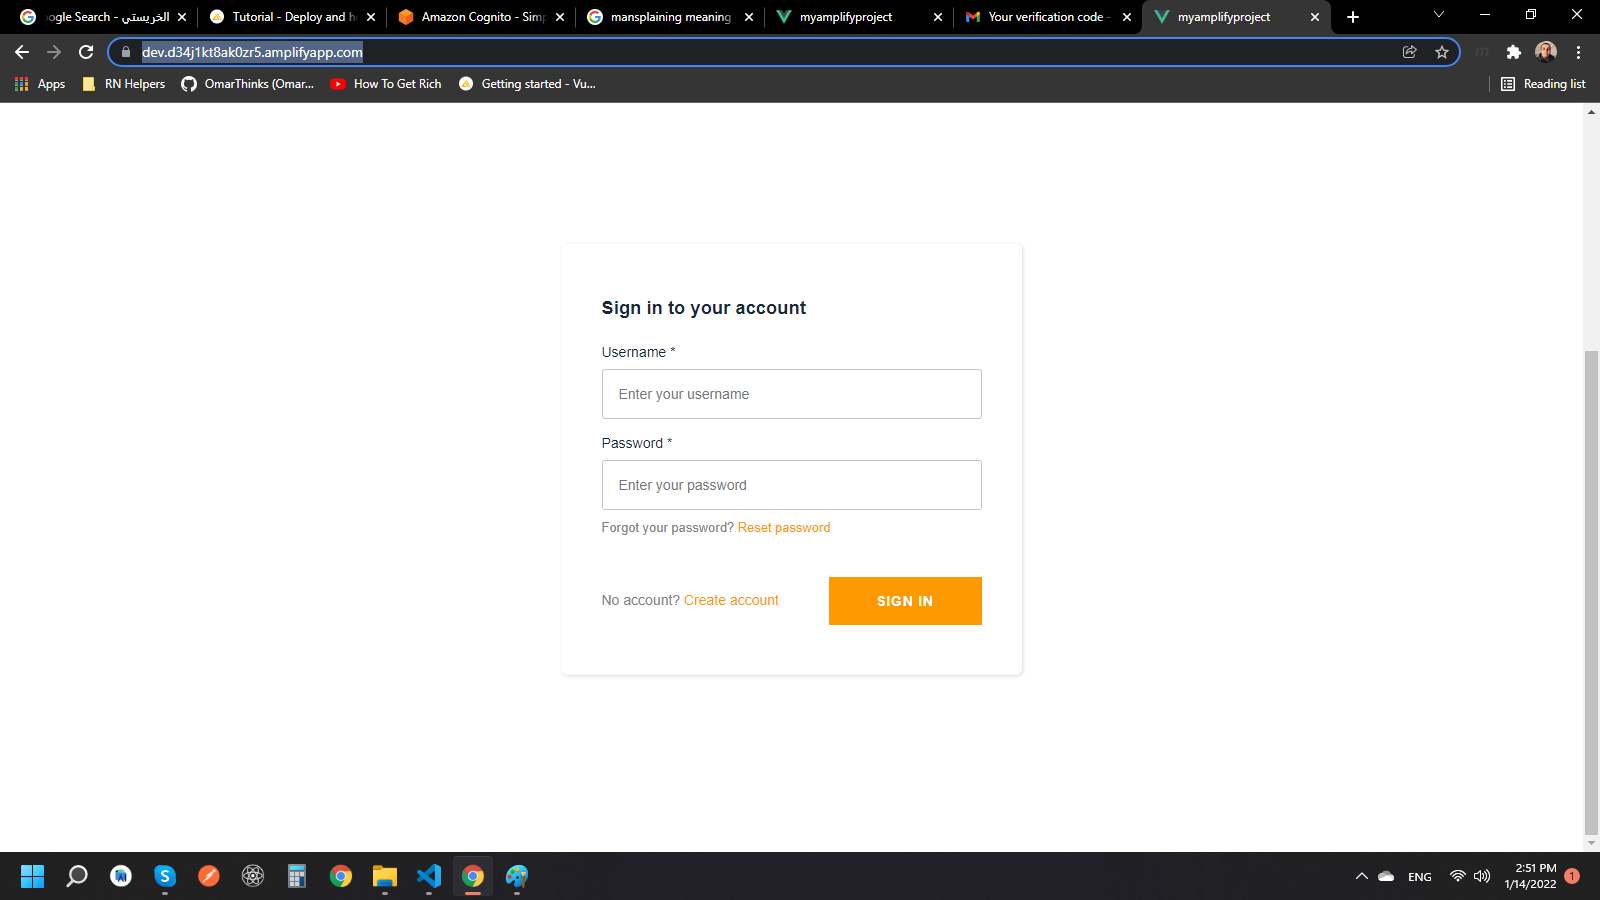 oogle Search - الخريستي
Tutorial - Deploy and h
Amazon Cognito - Sim
mansplaining meaning
myamplifyproject
Your verification code -
myamplifyproject
dev.d34j1kt8ak0zr5.amplifyapp.com
Apps
RN Helpers
OmarThinks (Omar...
How To Get Rich
Getting started - Vu...
Reading list
Sign in to your account
Username *
Enter your username
Password *
Enter your password
Forgot your password? Reset password
No account? Create account
SIGN IN
ENG
2:51 PM
1/14/2022
1